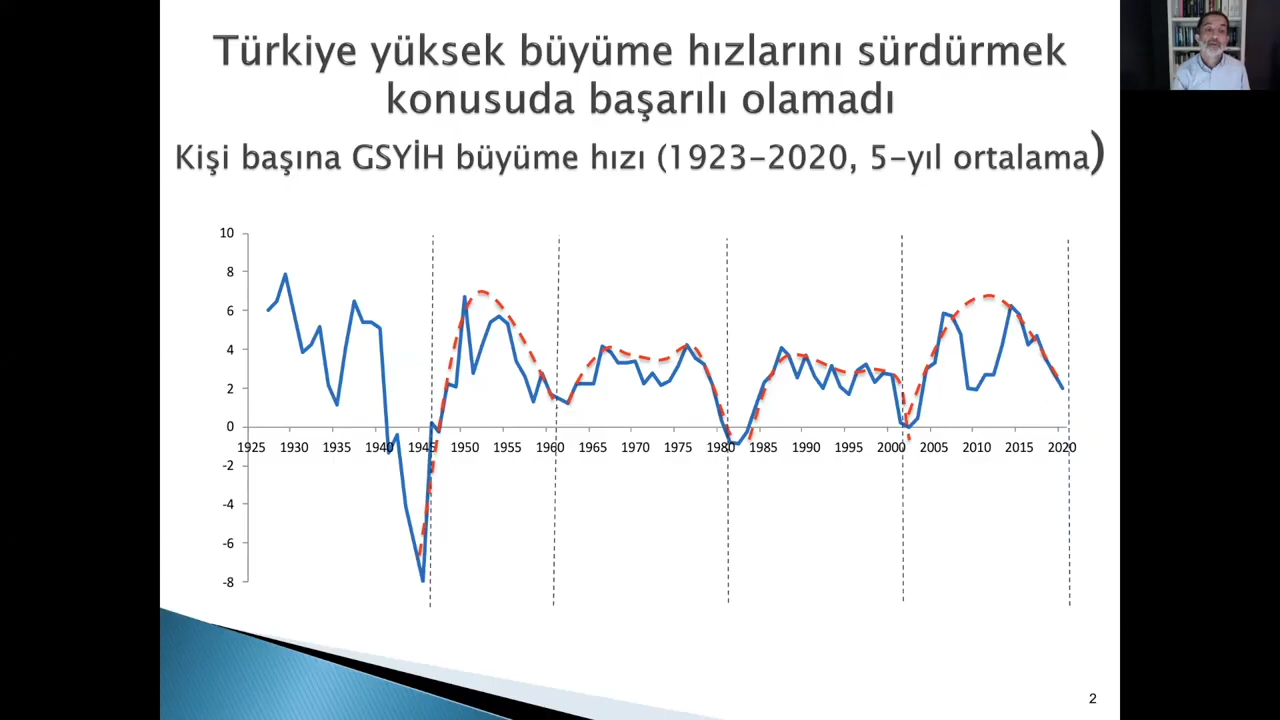 Türkiye yüksek büyüme hızlarını sürdürmek
konusuda başarılı olamadı
Kişi başına GSYİH büyüme hızı (1923-2020, 5-yıl ortalama)
10
8
6
4
2
0
1925 1930 1935 1940 1945 1950 1955 1960 1965 1970 1975 1980 1985 1990 1995 2000 2005 2010 2015 2020
-2
-4
-6
-8
2